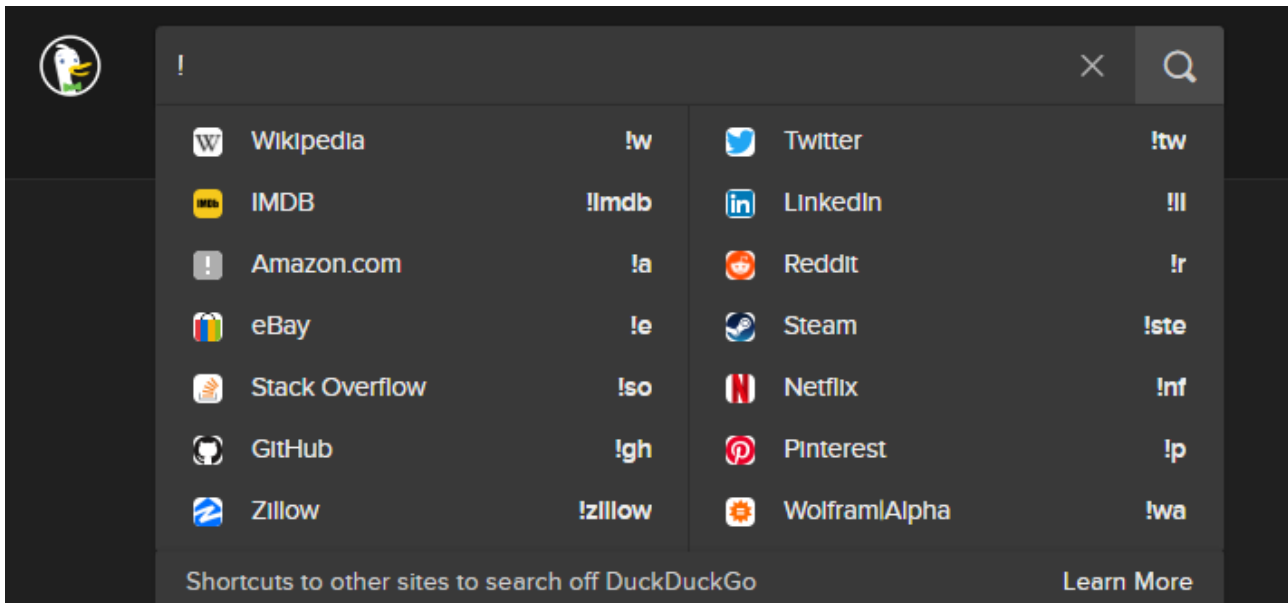 !
Wikipedia !w
IMDB !imdb
Amazon.com !a
eBay !e
Stack Overflow !so
GitHub !gh
Zillow !zillow
Twitter !tw
LinkedIn !li
Reddit !r
Steam !ste
Netflix !nf
Pinterest !p
Wolfram|Alpha !wa
Shortcuts to other sites to search off DuckDuckGo Learn More